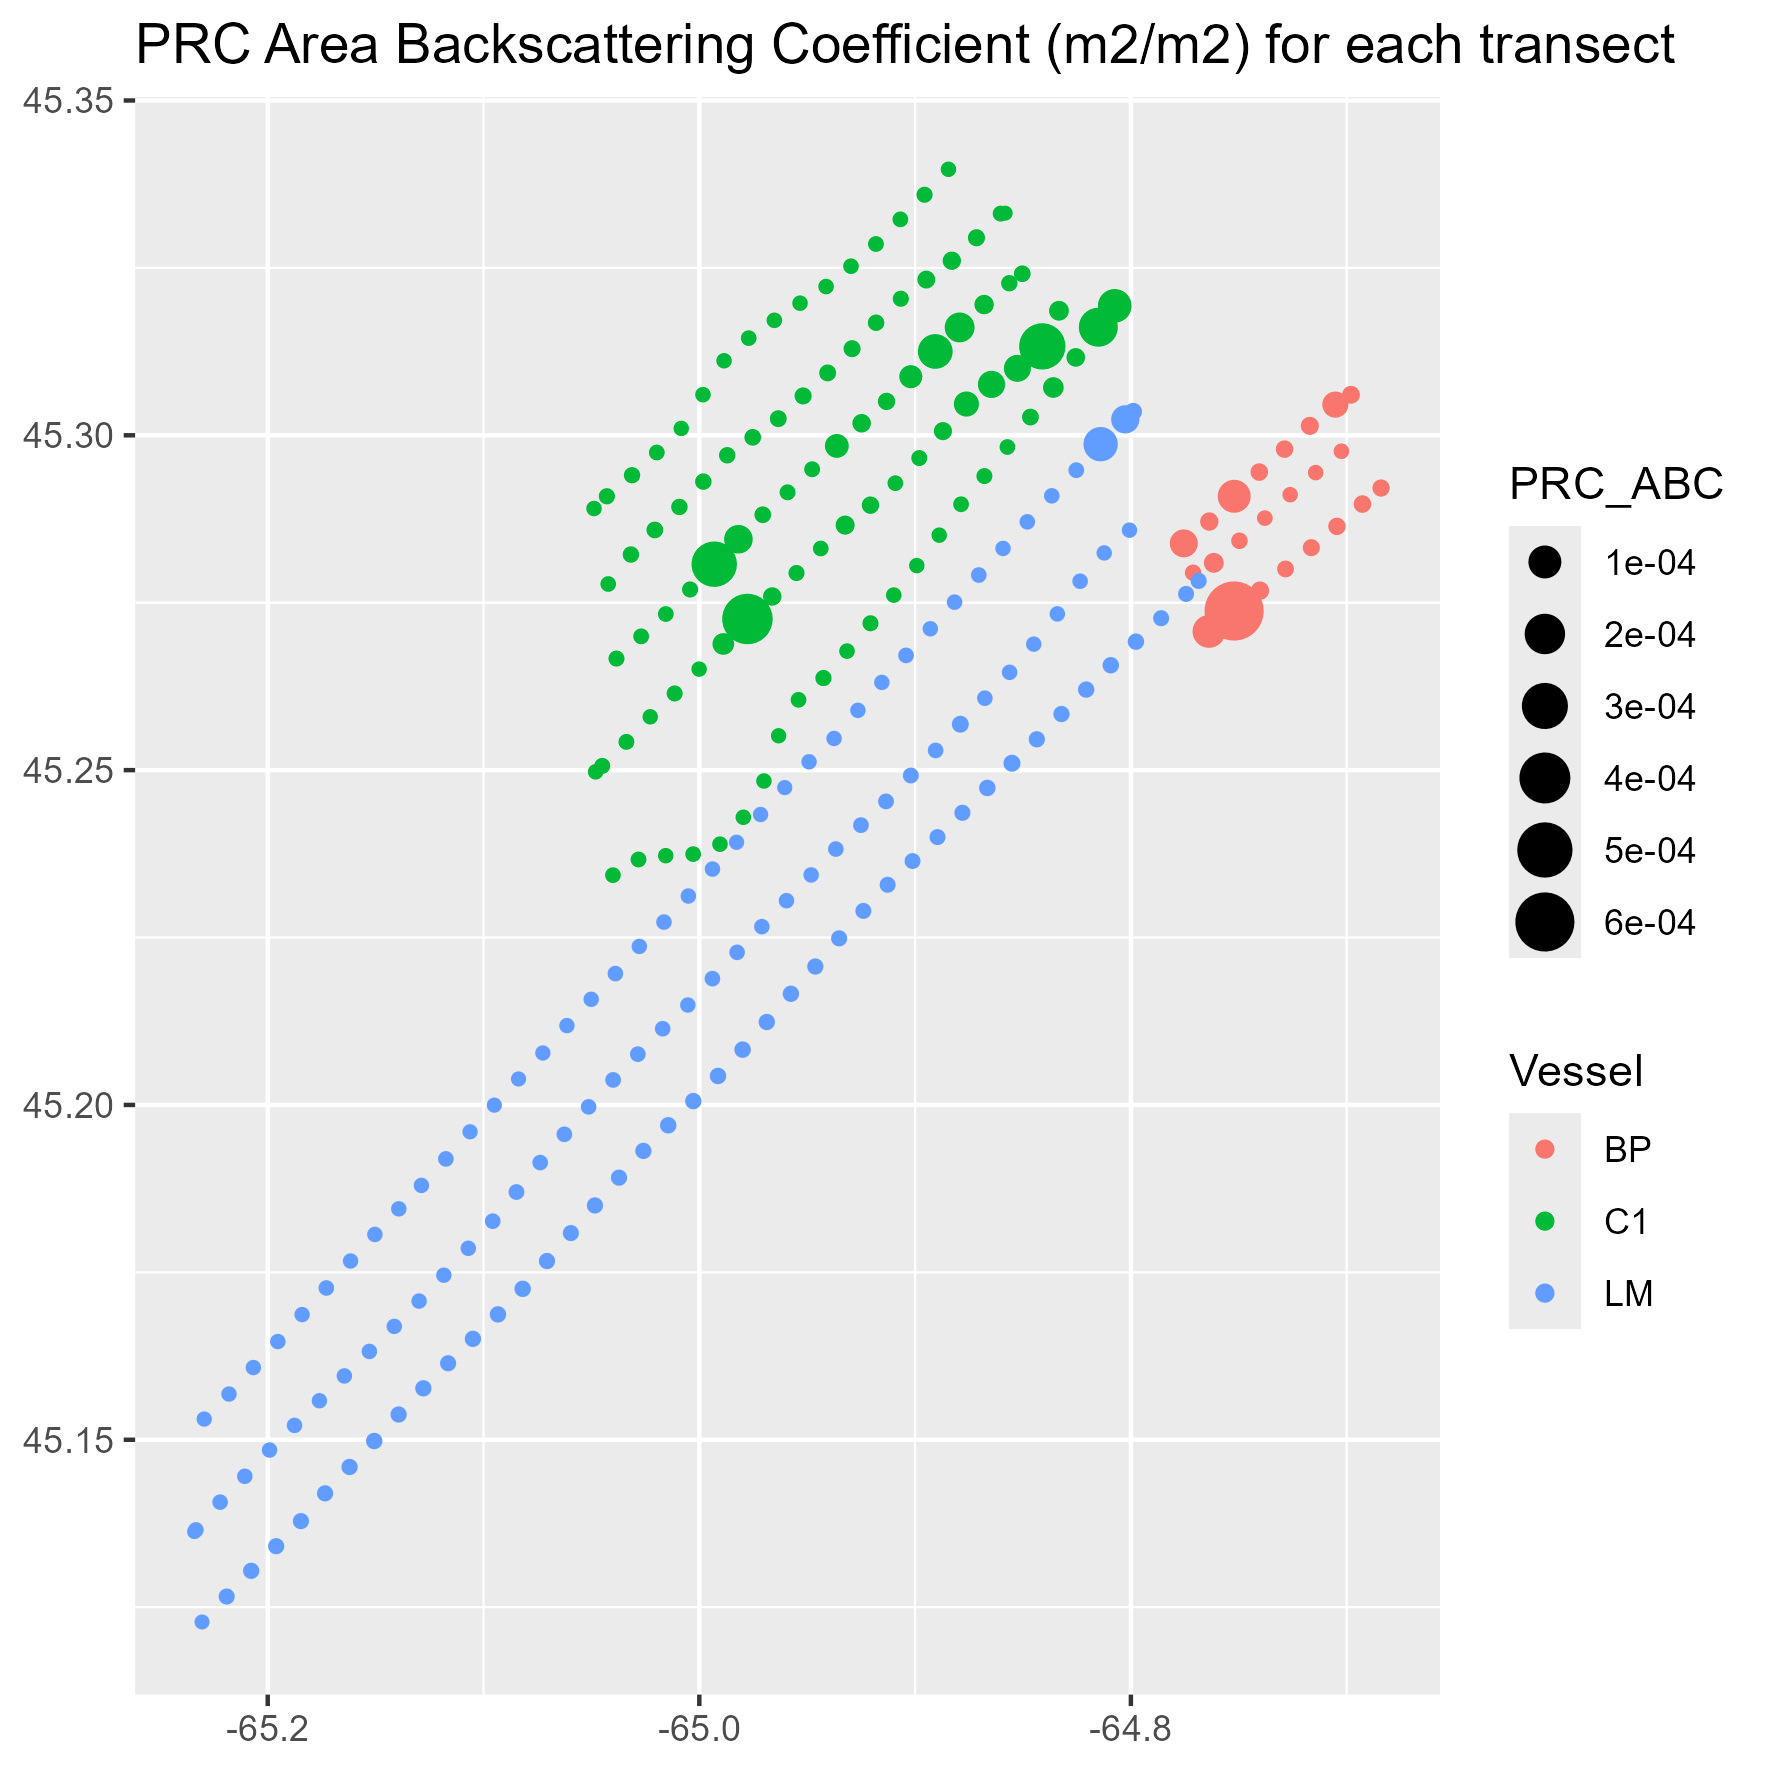 PRC Area Backscattering Coefficient (m2/m2) for each transect
45.35
45.30
45.25
45.20
45.15
-65.2
-65.0
-64.8
PRC_ABC
1e-04
2e-04
3e-04
4e-04
5e-04
6e-04
Vessel
BP
C1
LM